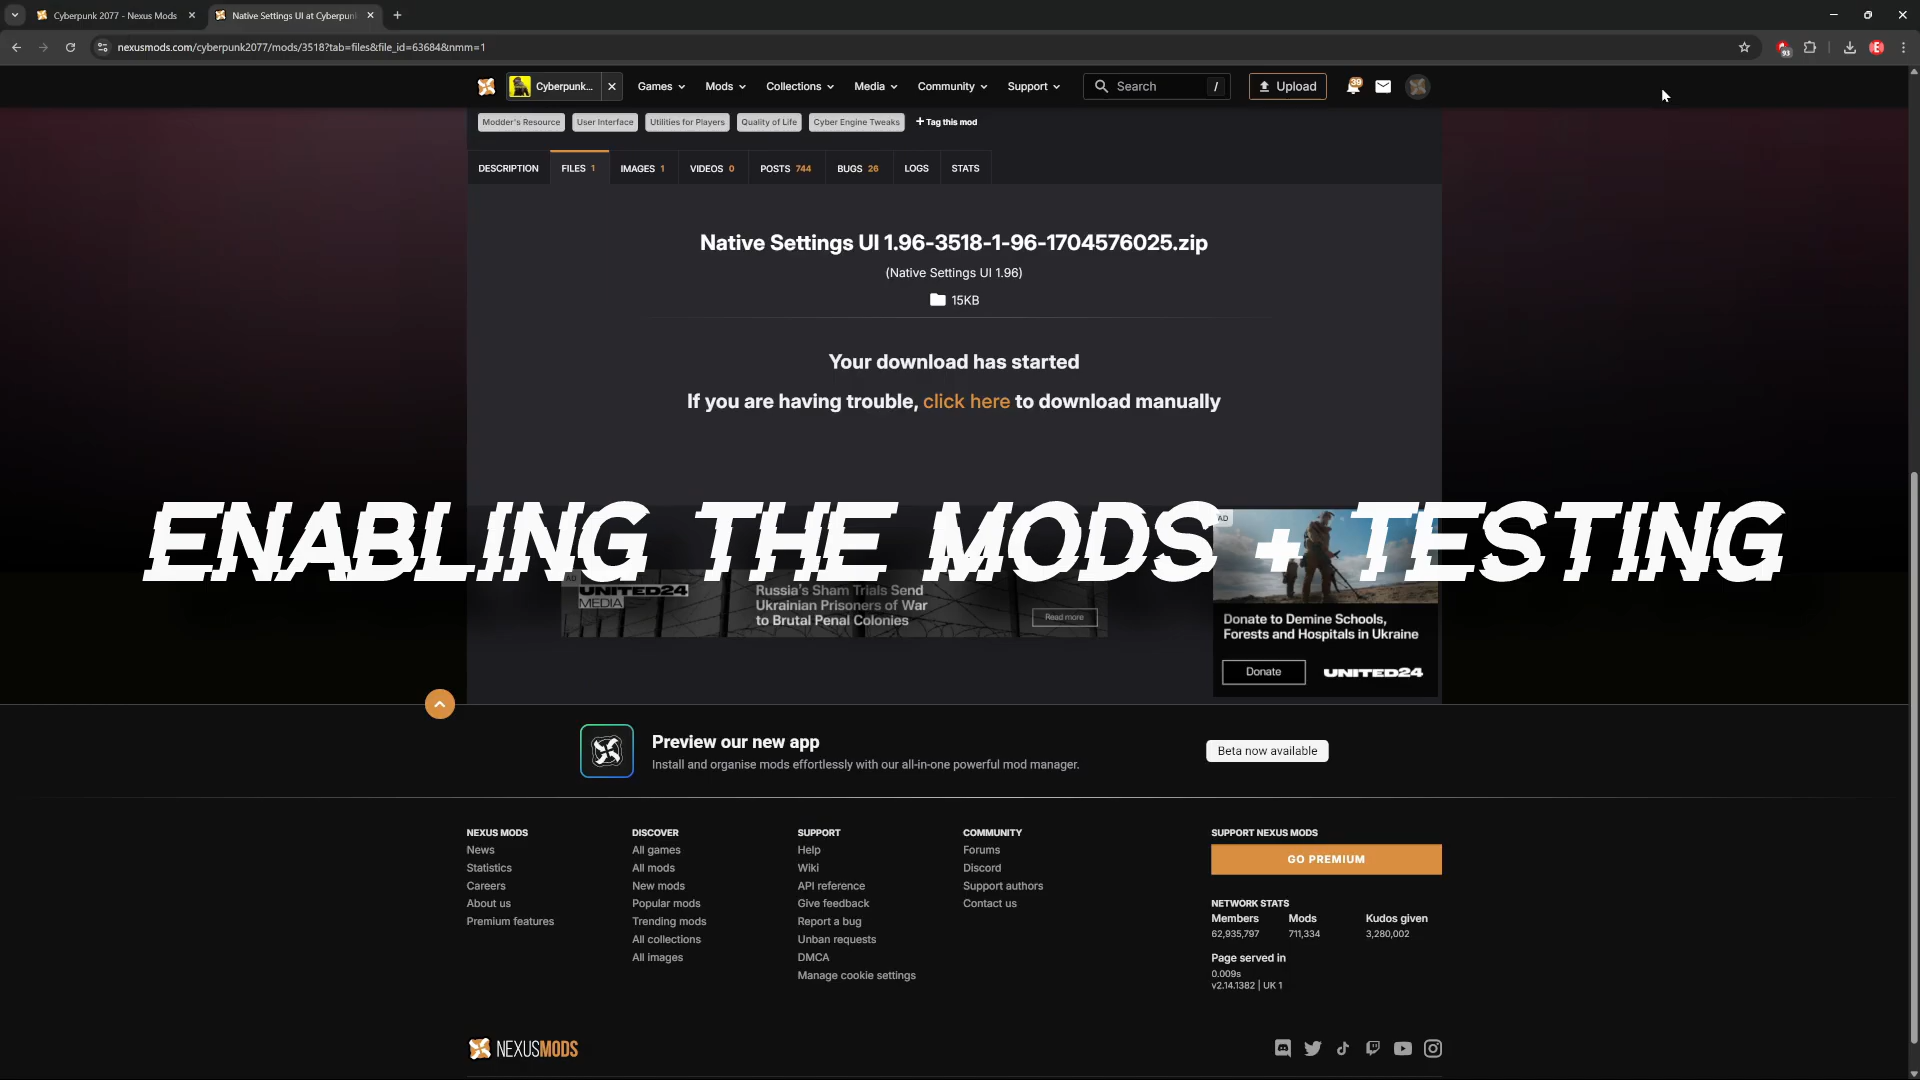 Cyberpunk 2077 - Nexus Mods
Native Settings UI at Cyberpun
nexusmods.com/cyberpunk2077/mods/3518?tab=files&file_id=63684&nmm=1
93
E
Cyberpunk...
Games
Mods
Collections
Media
Community
Support
Search
/
Upload
39
Modder's Resource
User Interface
Utilities for Players
Quality of Life
Cyber Engine Tweaks
+ Tag this mod
DESCRIPTION
FILES 1
IMAGES 1
VIDEOS 0
POSTS 744
BUGS 26
LOGS
STATS
Native Settings UI 1.96-3518-1-96-1704576025.zip
(Native Settings UI 1.96)
15KB
Your download has started
If you are having trouble, click here to download manually
ENABLING THE MODS + TESTING
AD
UNITED24
MEDIA
Russia's Sham Trials Send
Ukrainian Prisoners of War
to Brutal Penal Colonies
Read more
AD
Donate to Demine Schools,
Forests and Hospitals in Ukraine
Donate
UNITED24
Preview our new app
Install and organise mods effortlessly with our all-in-one powerful mod manager.
Beta now available
NEXUS MODS
News
Statistics
Careers
About us
Premium features
DISCOVER
All games
All mods
New mods
Popular mods
Trending mods
All collections
All images
SUPPORT
Help
Wiki
API reference
Give feedback
Report a bug
Unban requests
DMCA
Manage cookie settings
COMMUNITY
Forums
Discord
Support authors
Contact us
SUPPORT NEXUS MODS
GO PREMIUM
NETWORK STATS
Members Mods Kudos given
62,935,797 711,334 3,280,002
Page served in
0.009s
v2.14.1382 | UK 1
NEXUSMODS